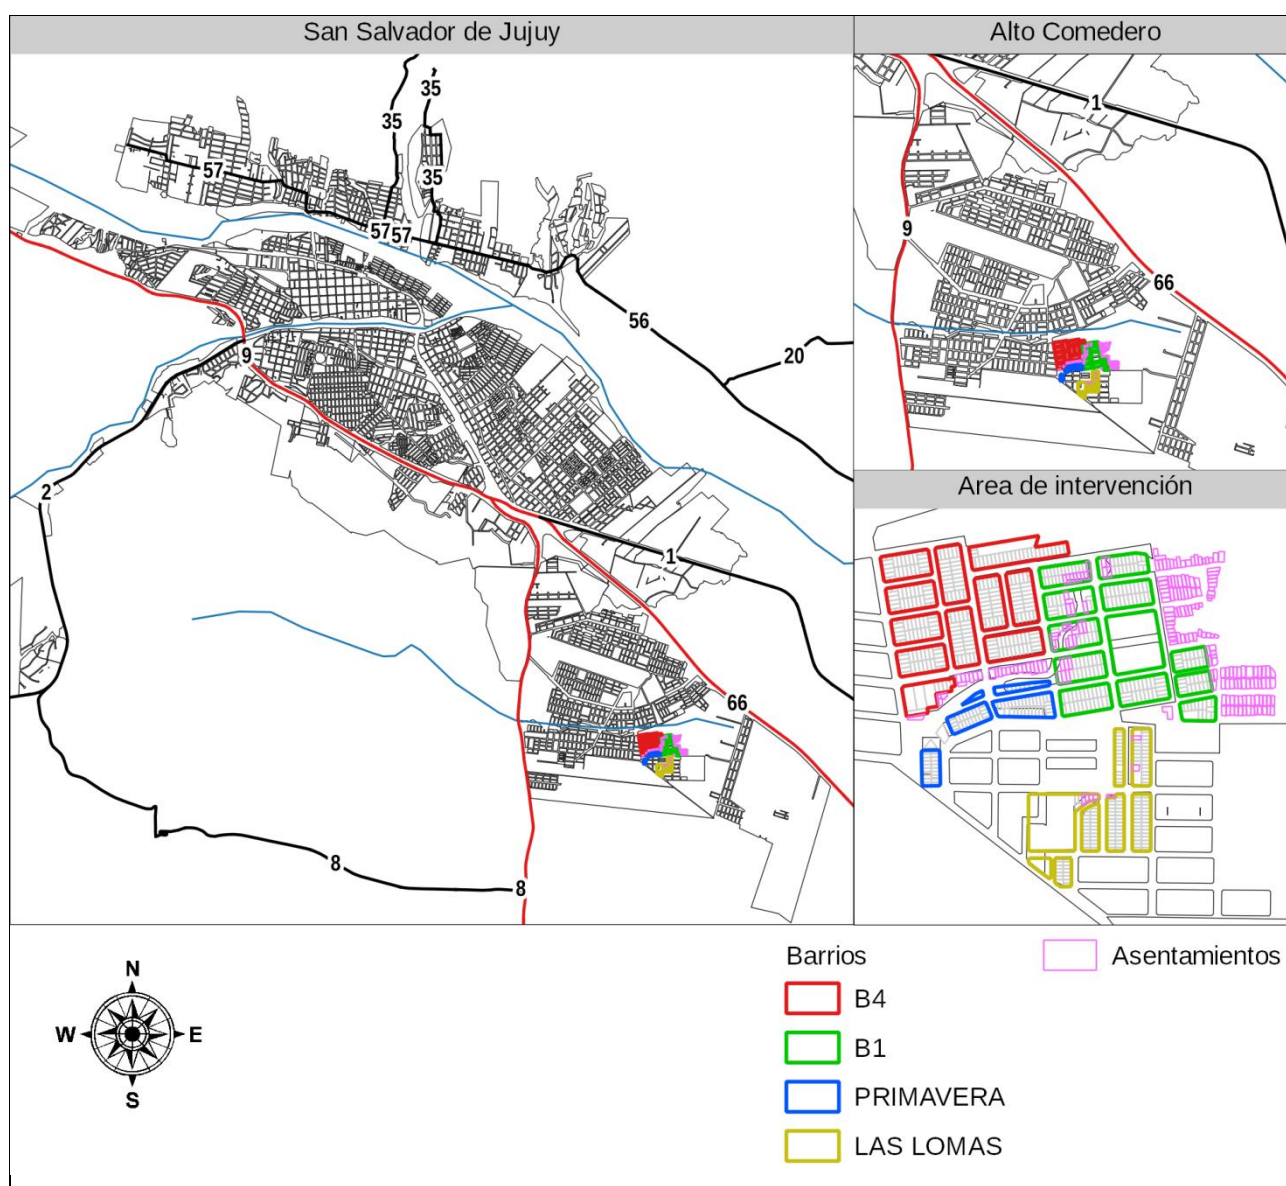 San Salvador de Jujuy
35
35
57
35
57 57
56
20
9
2
1
66
8
8
Alto Comedero
1
9
66
Area de intervención
N
W E
S
Barrios
B4
B1
PRIMAVERA
LAS LOMAS
Asentamientos